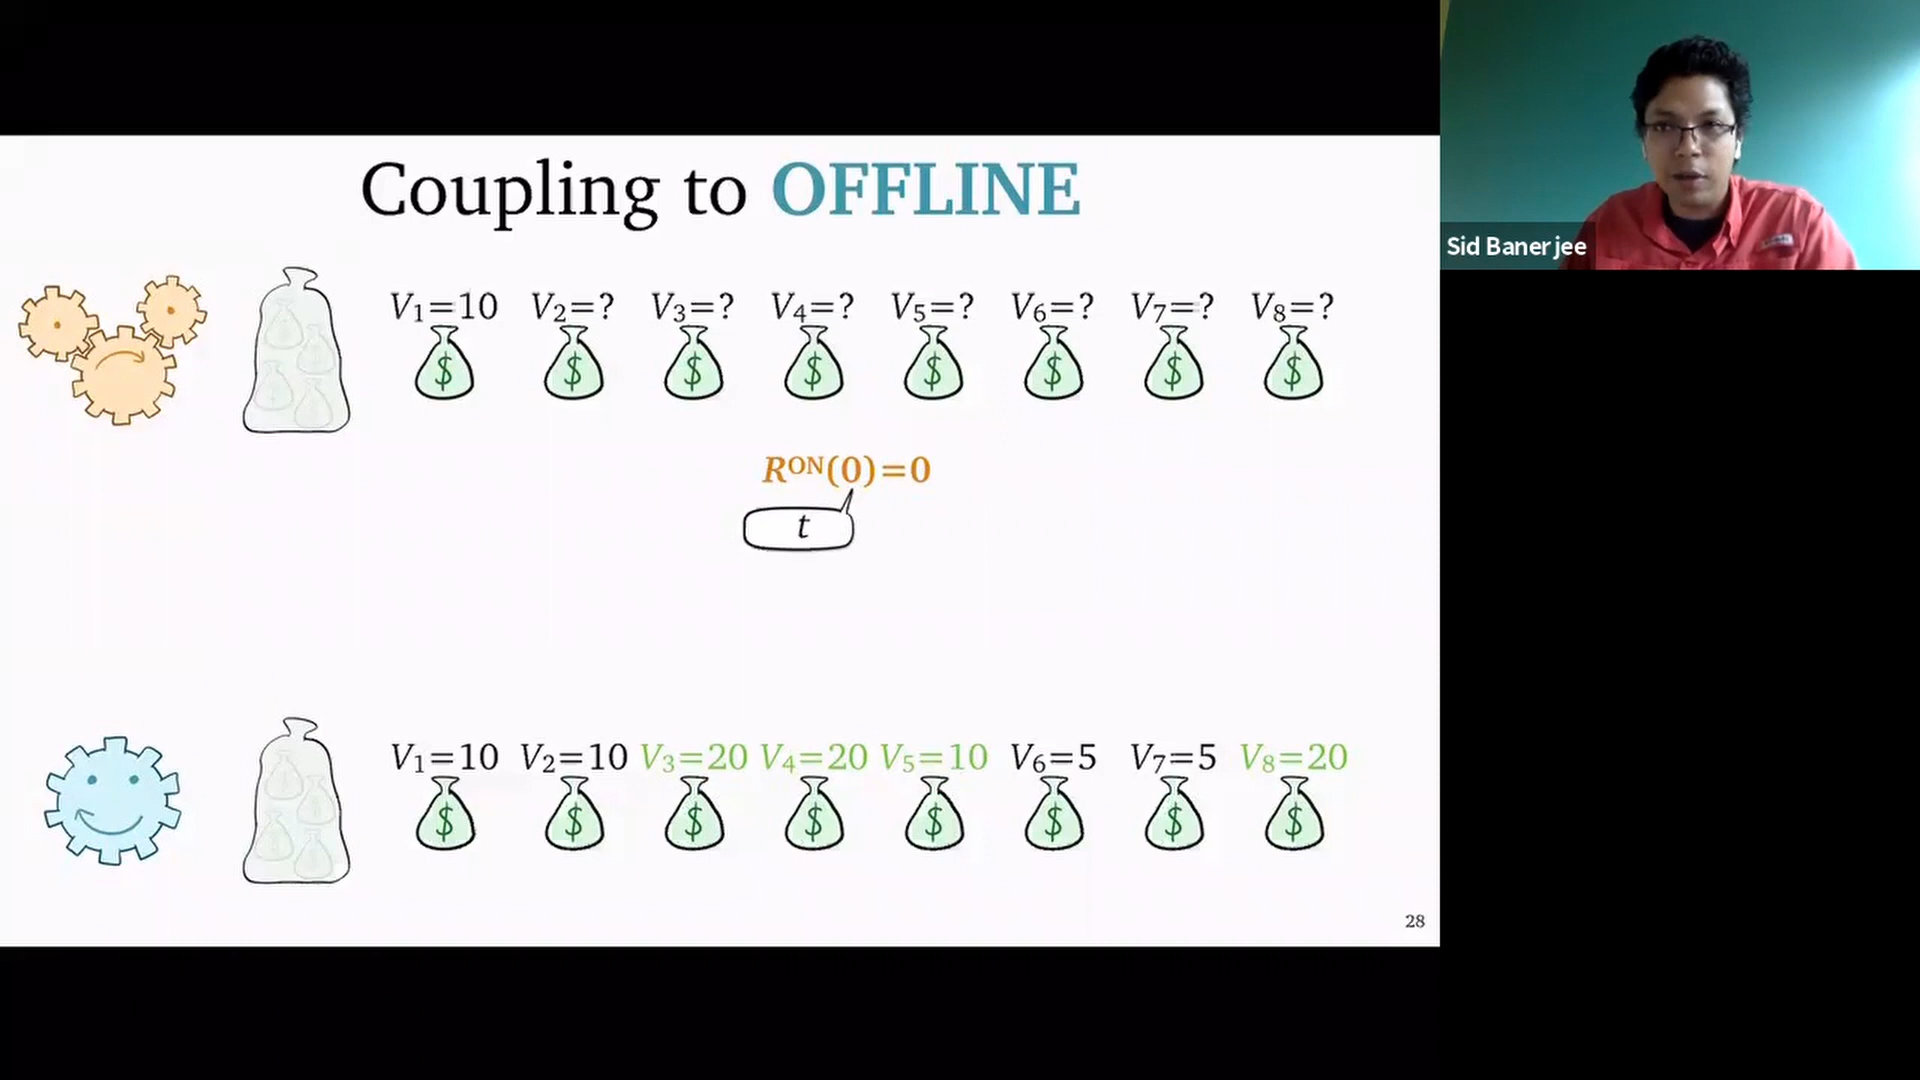 Coupling to OFFLINE
Sid Banerjee
V₁=10 V₂=? V₃=? V₄=? V₅=? V₆=? V₇=? V₈=?
$ $ $ $ $ $ $ $
Rᴼᴺ(0)=0
t
V₁=10 V₂=10 V₃=20 V₄=20 V₅=10 V₆=5 V₇=5 V₈=20
$ $ $ $ $ $ $ $
28